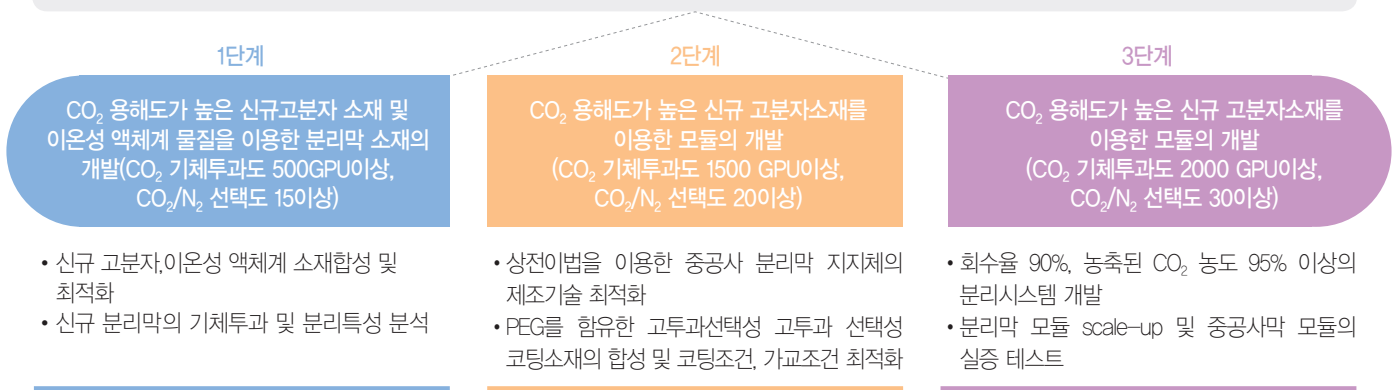 1단계
CO₂ 용해도가 높은 신규고분자 소재 및
이온성 액체계 물질을 이용한 분리막 소재의
개발(CO₂ 기체투과도 500GPU이상,
CO₂/N₂ 선택도 15이상)
• 신규 고분자,이온성 액체계 소재합성 및
최적화
• 신규 분리막의 기체투과 및 분리특성 분석
2단계
CO₂ 용해도가 높은 신규 고분자소재를
이용한 모듈의 개발
(CO₂ 기체투과도 1500 GPU이상,
CO₂/N₂ 선택도 20이상)
• 상전이법을 이용한 중공사 분리막 지지체의
제조기술 최적화
• PEG를 함유한 고투과선택성 고투과 선택성
코팅소재의 합성 및 코팅조건, 가교조건 최적화
3단계
CO₂ 용해도가 높은 신규 고분자소재를
이용한 모듈의 개발
(CO₂ 기체투과도 2000 GPU이상,
CO₂/N₂ 선택도 30이상)
• 회수율 90%, 농축된 CO₂ 농도 95% 이상의
분리시스템 개발
• 분리막 모듈 scale-up 및 중공사막 모듈의
실증 테스트